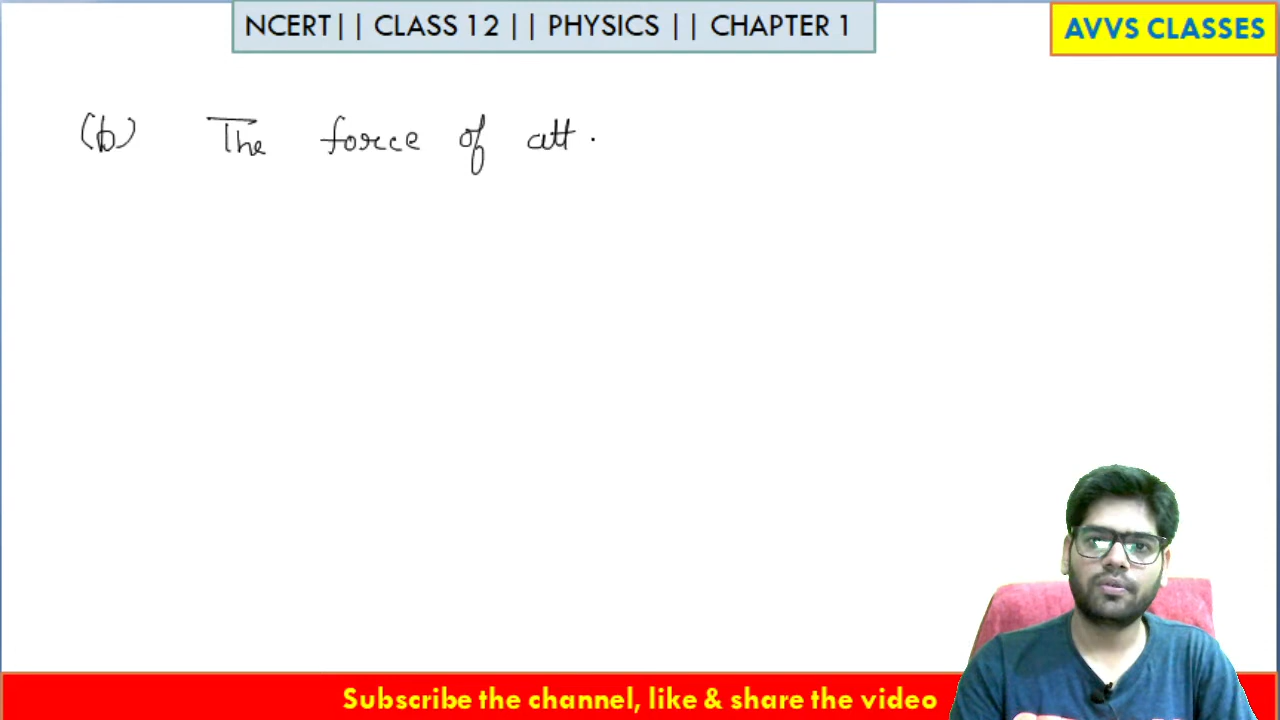 NCERT|| CLASS 12 || PHYSICS || CHAPTER 1
AVVS CLASSES
(b) The force of att.
Subscribe the channel, like & share the video